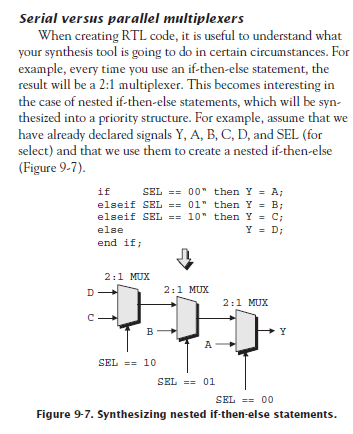 Serial versus parallel multiplexers
When creating RTL code, it is useful to understand what
your synthesis tool is going to do in certain circumstances. For
example, every time you use an if-then-else statement, the
result will be a 2:1 multiplexer. This becomes interesting in
the case of nested if-then-else statements, which will be syn-
thesized into a priority structure. For example, assume that we
have already declared signals Y, A, B, C, D, and SEL (for
select) and that we use them to create a nested if-then-else
(Figure 9-7).
if SEL == 00" then Y = A;
elseif SEL == 01" then Y = B;
elseif SEL == 10" then Y = C;
else Y = D;
end if;
2:1 MUX
D
2:1 MUX
2:1 MUX
C
B
Y
A
SEL == 10
SEL == 01
SEL == 00
Figure 9-7. Synthesizing nested if-then-else statements.